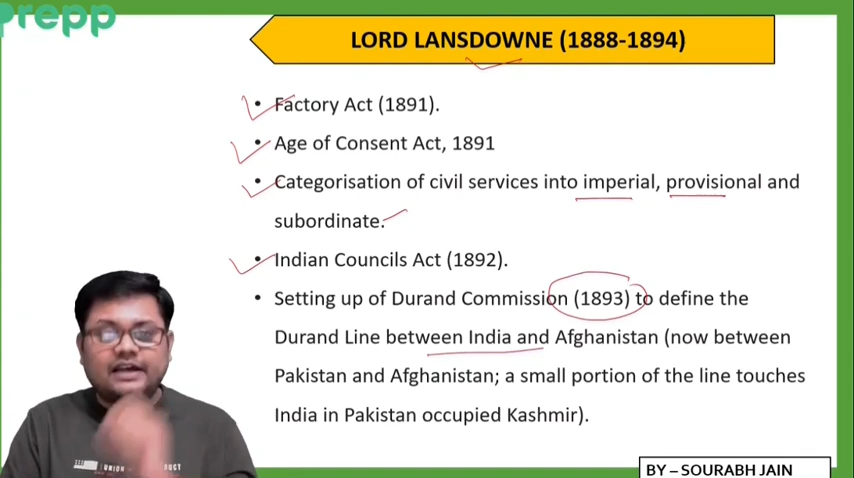 prepp
LORD LANSDOWNE (1888-1894)
• Factory Act (1891).
• Age of Consent Act, 1891
• Categorisation of civil services into imperial, provisional and
subordinate.
• Indian Councils Act (1892).
• Setting up of Durand Commission (1893) to define the
Durand Line between India and Afghanistan (now between
Pakistan and Afghanistan; a small portion of the line touches
India in Pakistan occupied Kashmir).
UNION
UCT
BY – SOURABH JAIN